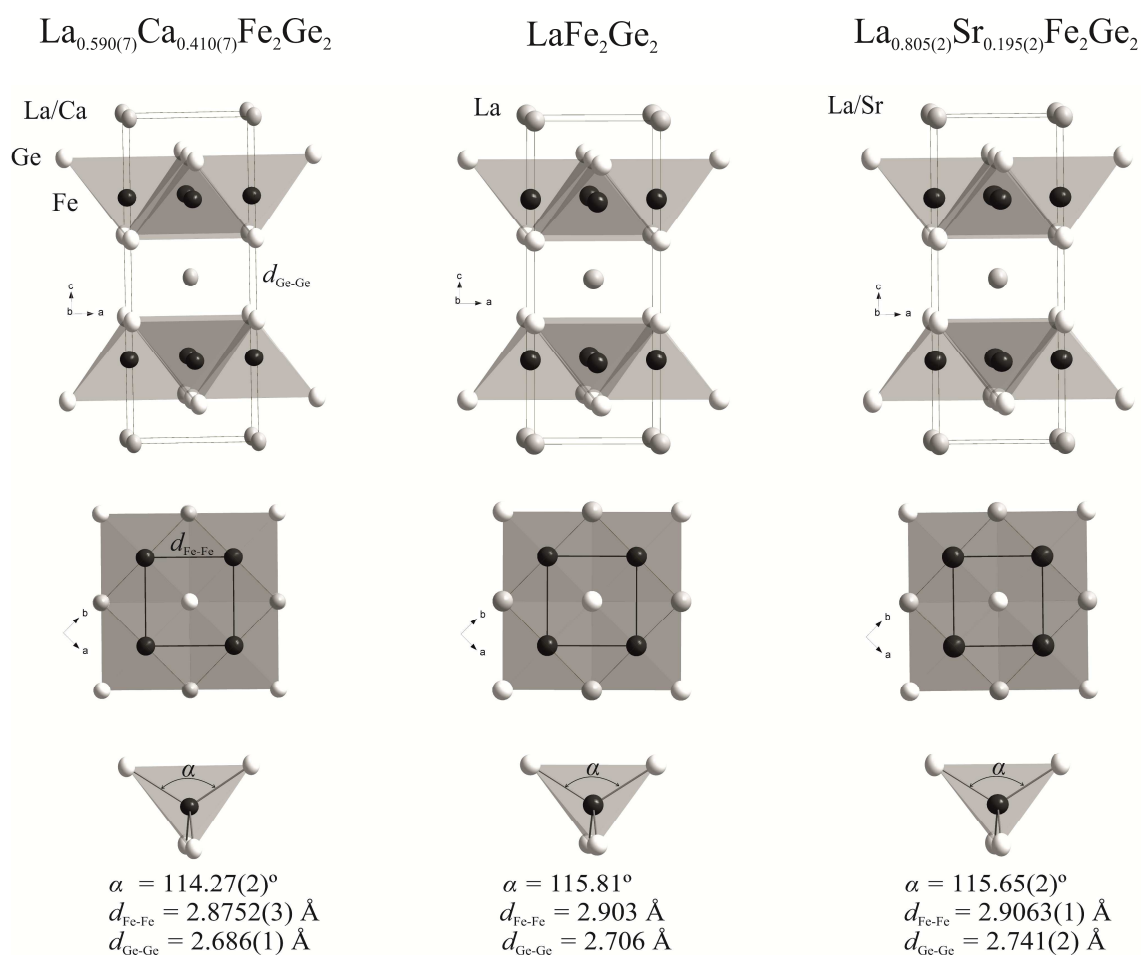 La0.590(7)Ca0.410(7)Fe2Ge2
LaFe2Ge2
La0.805(2)Sr0.195(2)Fe2Ge2
La/Ca
La
La/Sr
Ge
Fe
dGe-Ge
c
b a
c
b a
c
b a
dFe-Fe
b
a
b
a
b
a
α
α
α
α = 114.27(2)º
dFe-Fe = 2.8752(3) Å
dGe-Ge = 2.686(1) Å
α = 115.81º
dFe-Fe = 2.903 Å
dGe-Ge = 2.706 Å
α = 115.65(2)º
dFe-Fe = 2.9063(1) Å
dGe-Ge = 2.741(2) Å